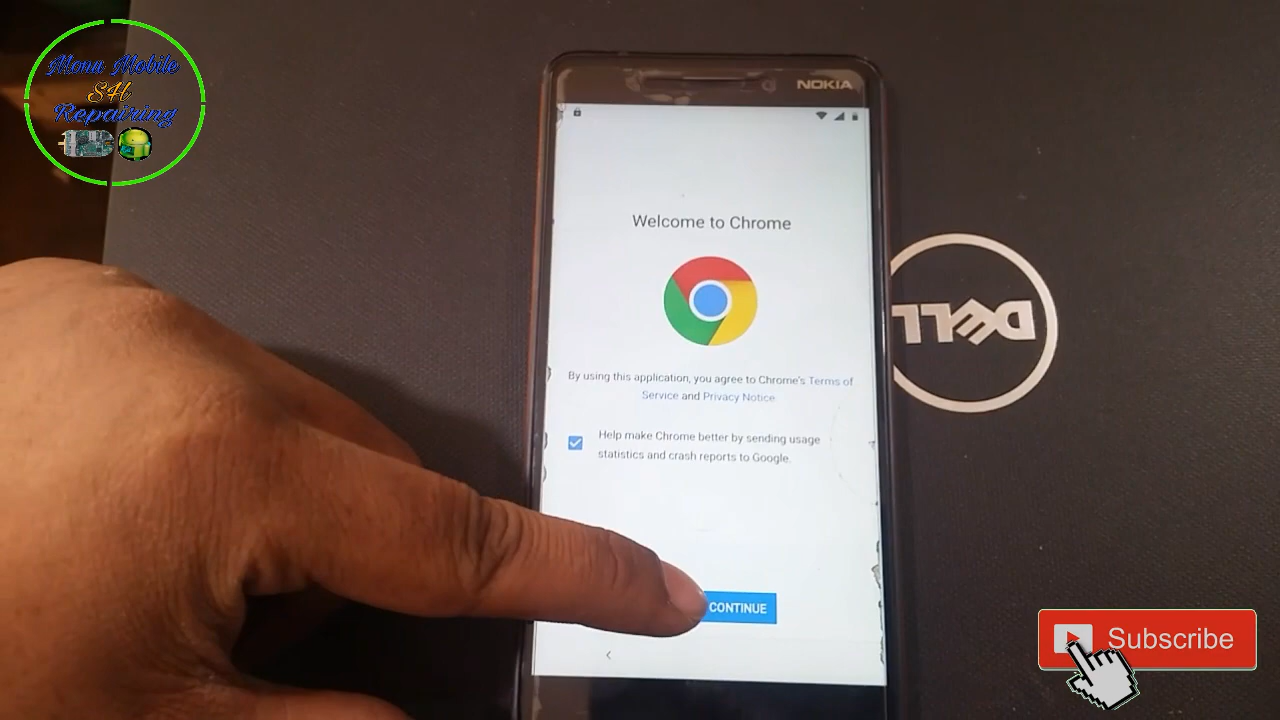 Mona Mobile
SH
Repairing
NOKIA
Welcome to Chrome
By using this application, you agree to Chrome's Terms of
Service and Privacy Notice
Help make Chrome better by sending usage
statistics and crash reports to Google.
CONTINUE
DELL
Subscribe